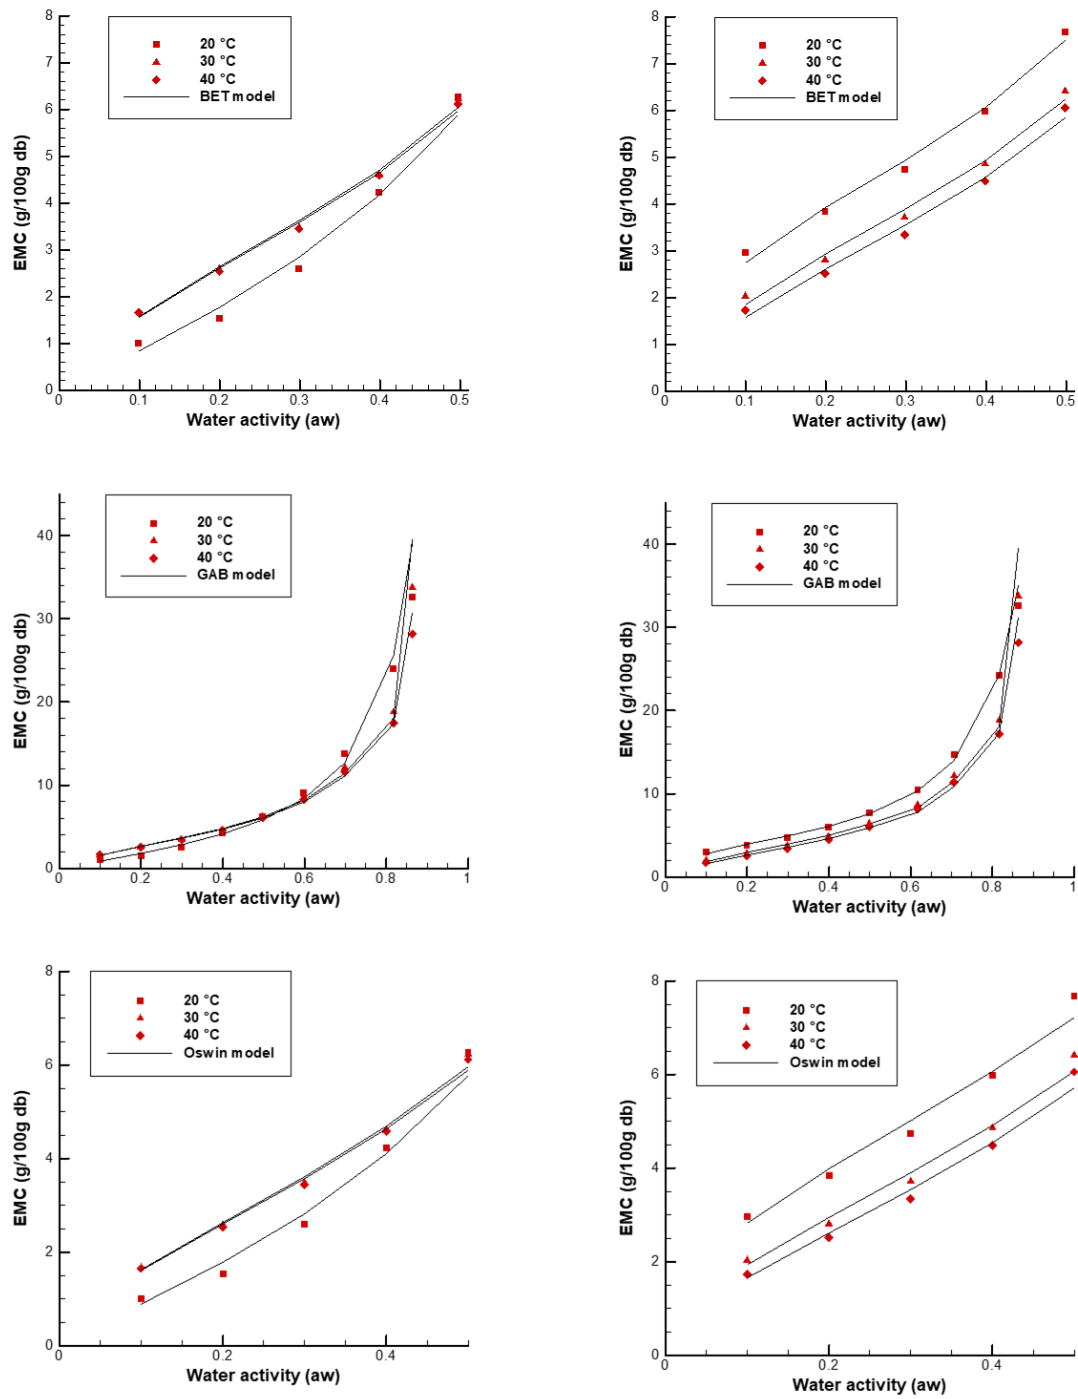 8
7
6
5
4
3
2
1
0
EMC (g/100g db)
20 °C
30 °C
40 °C
BET model
0
0.1
0.2
0.3
0.4
0.5
Water activity (aw)
8
7
6
5
4
3
2
1
0
EMC (g/100g db)
20 °C
30 °C
40 °C
BET model
0
0.1
0.2
0.3
0.4
0.5
Water activity (aw)
40
30
20
10
0
EMC (g/100g db)
20 °C
30 °C
40 °C
GAB model
0
0.2
0.4
0.6
0.8
1
Water activity (aw)
40
30
20
10
0
EMC (g/100g db)
20 °C
30 °C
40 °C
GAB model
0
0.2
0.4
0.6
0.8
1
Water activity (aw)
8
6
4
2
0
EMC (g/100g db)
20 °C
30 °C
40 °C
Oswin model
0
0.2
0.4
Water activity (aw)
8
6
4
2
0
EMC (g/100g db)
20 °C
30 °C
40 °C
Oswin model
0
0.2
0.4
Water activity (aw)